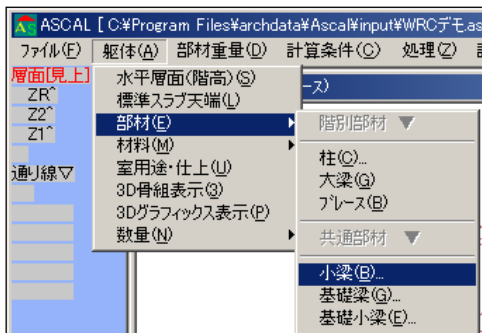 ASCAL [ C:¥Program Files¥archdata¥Ascal¥input¥WRCデモ.as
ファイル(F) 躯体(A) 部材重量(D) 計算条件(C) 処理(Z)
層面[見上]
ZR^
Z2^
Z1^
通り線▽
水平層面(階高)(S)
標準スラブ天端(L)
部材(E)
材料(M)
室用途・仕上(U)
3D骨組表示(3)
3Dグラフィックス表示(P)
数量(N)
ース)
階別部材 ▼
柱(C)...
大梁(G)
ブレース(B)
共通部材 ▼
小梁(B)...
基礎梁(G)...
基礎小梁(E)...